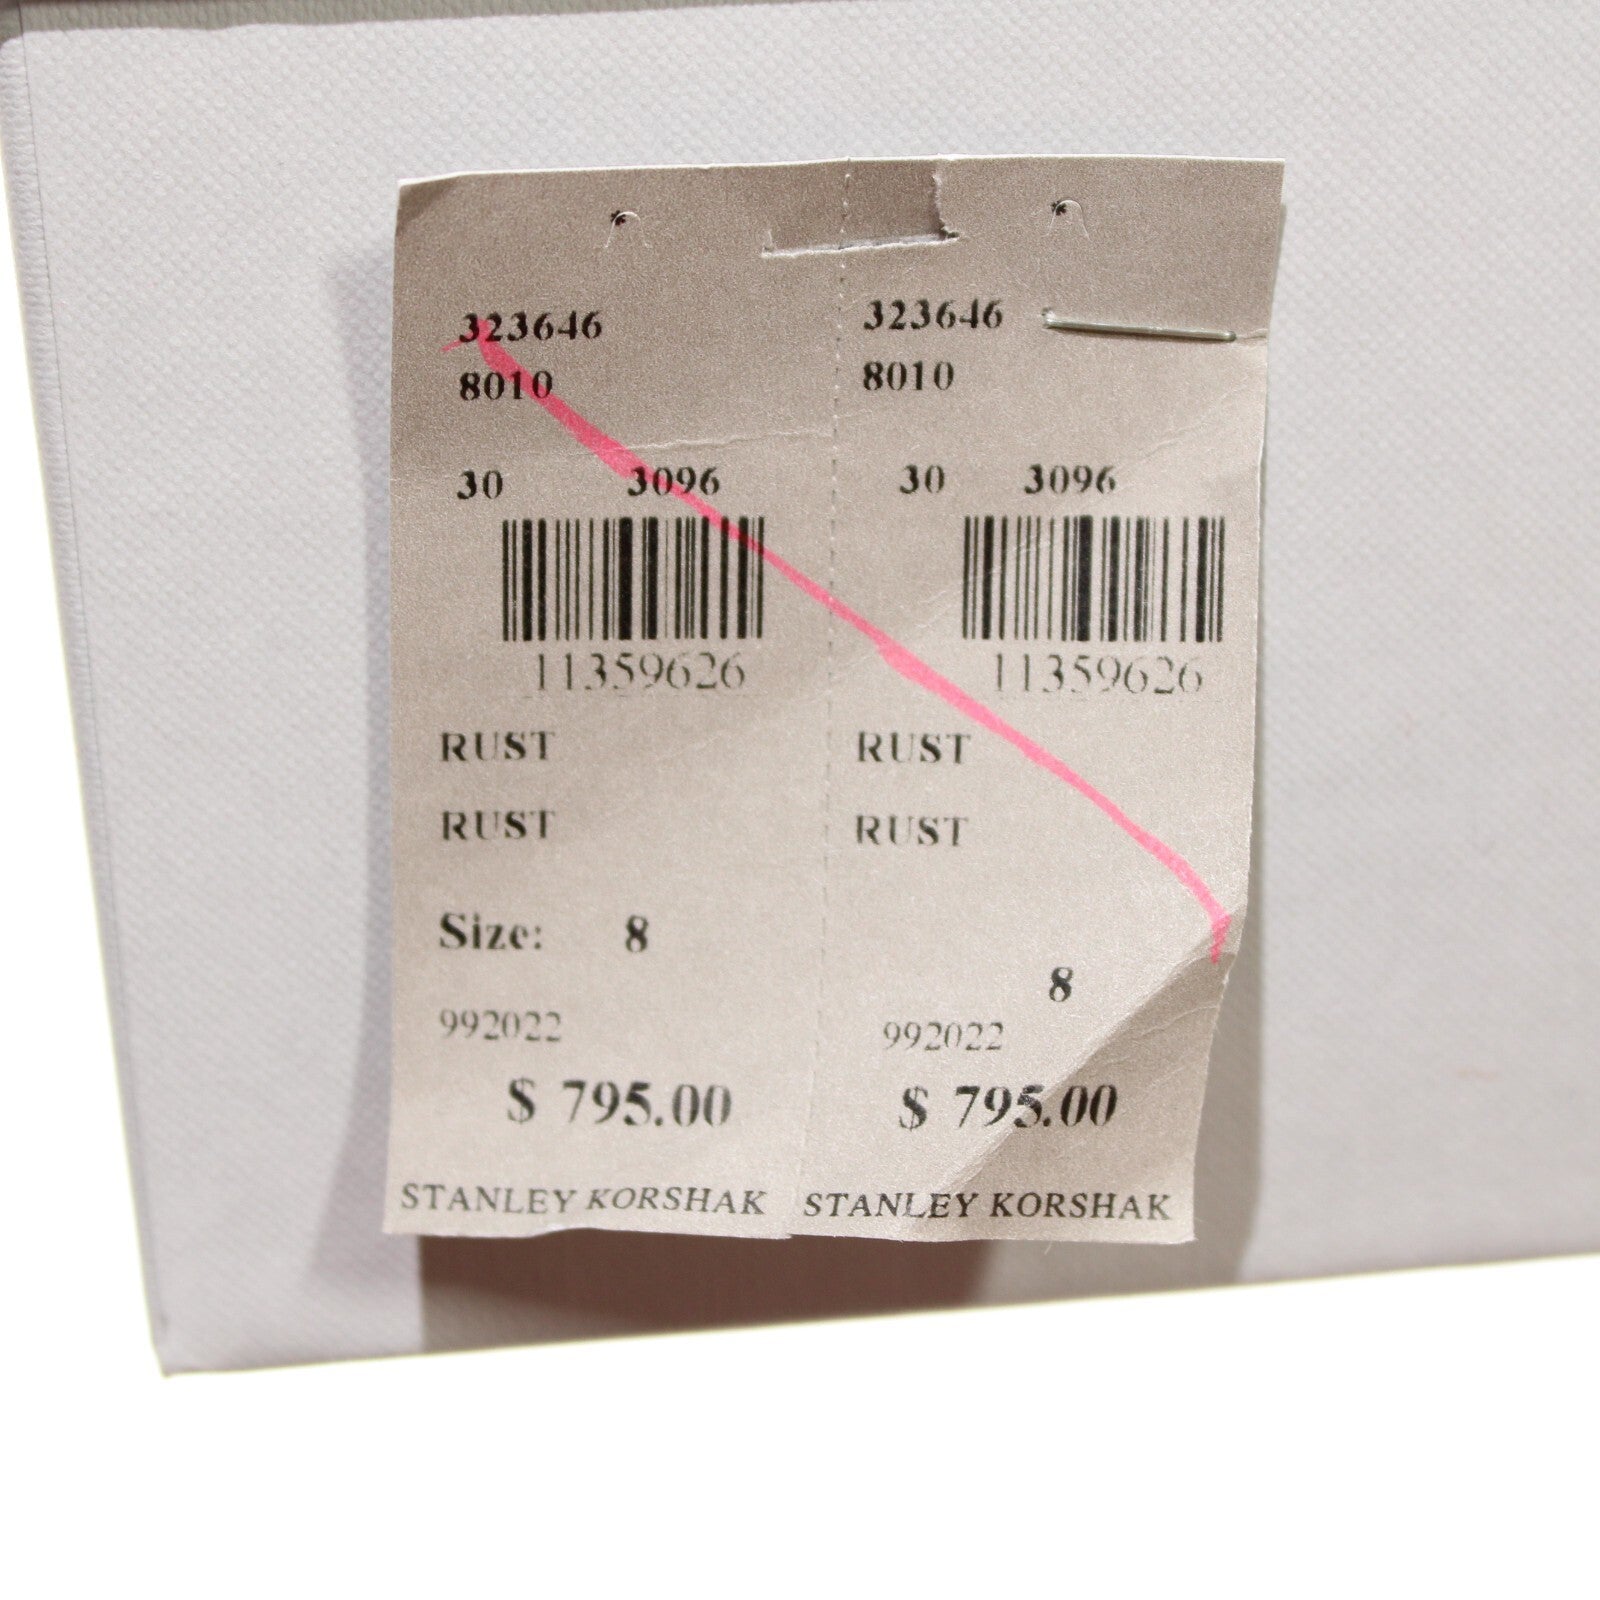 323646
8010
30 3096
11359626
RUST
RUST
Size: 8
992022
$ 795.00
STANLEY KORSHAK
323646
8010
30 3096
11359626
RUST
RUST
8
992022
$ 795.00
STANLEY KORSHAK